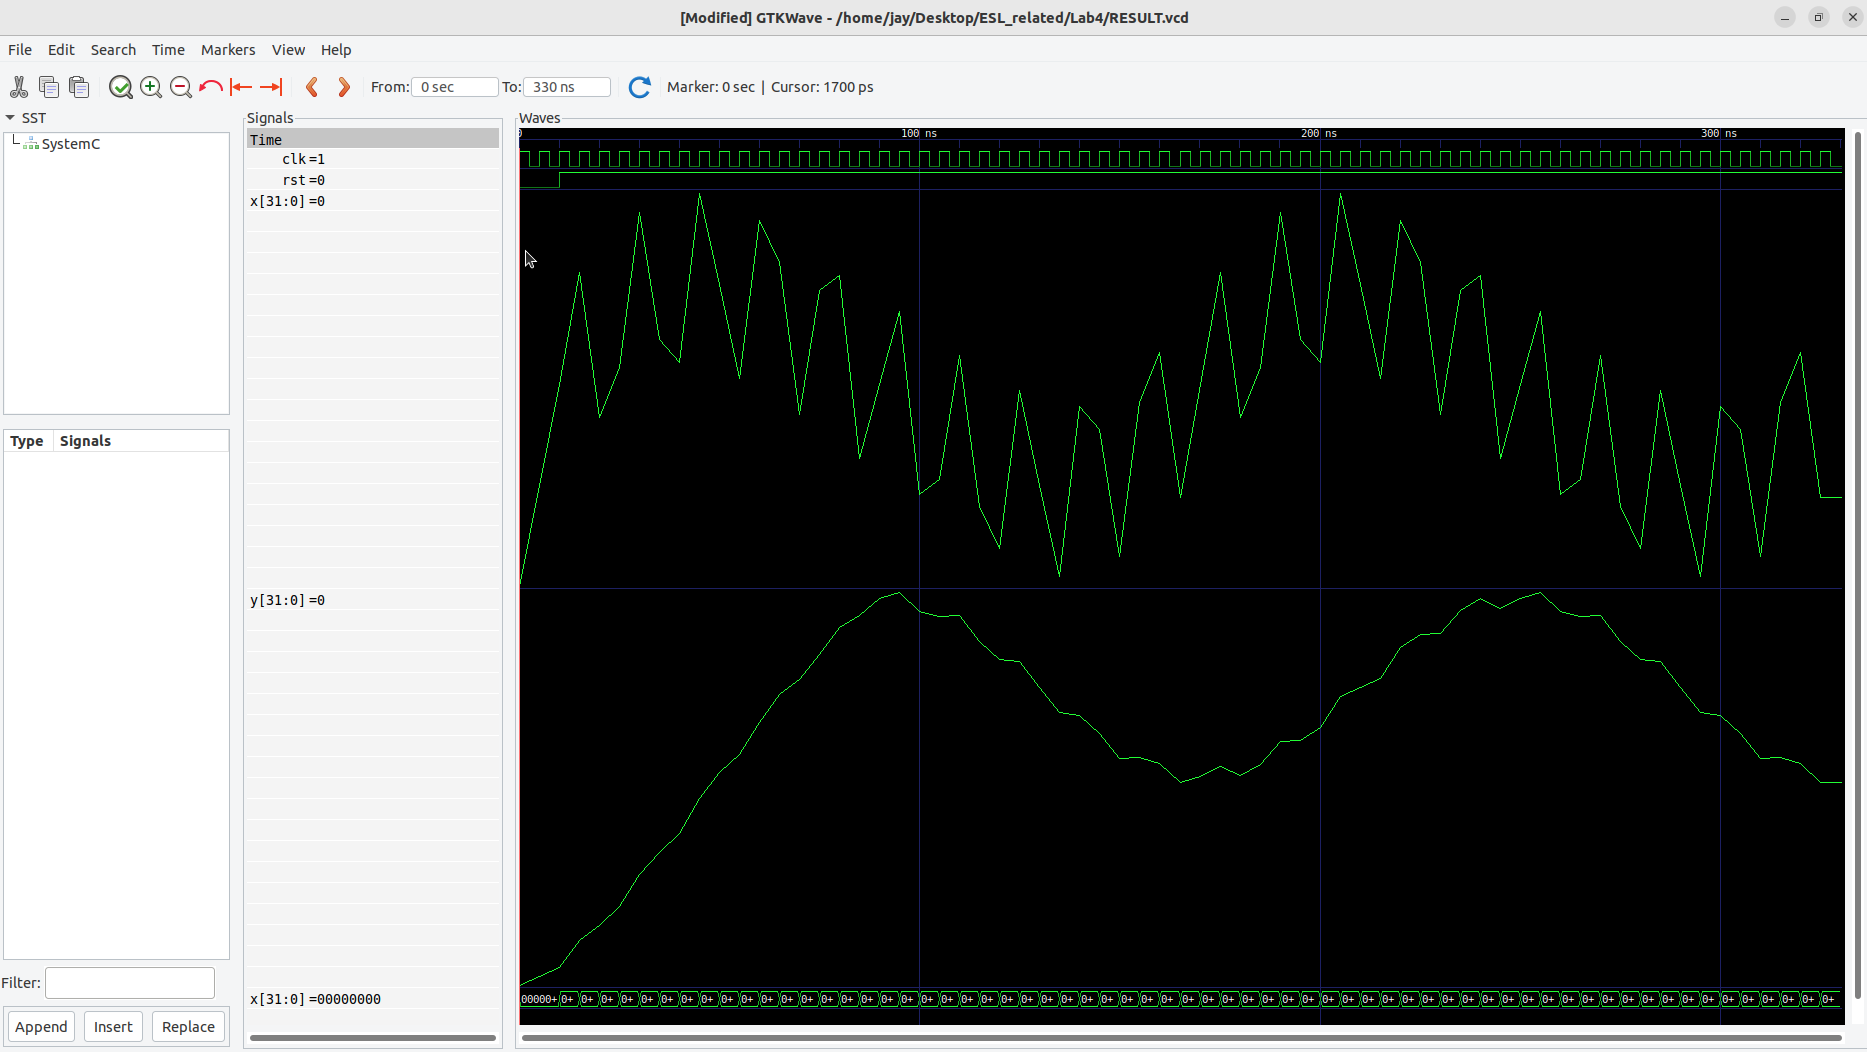 [Modified] GTKWave - /home/jay/Desktop/ESL_related/Lab4/RESULT.vcd
File Edit Search Time Markers View Help
From: 0 sec To: 330 ns Marker: 0 sec | Cursor: 1700 ps
SST
SystemC
Type Signals
Filter:
Append Insert Replace
Signals
Time
clk=1
rst=0
x[31:0]=0
y[31:0]=0
x[31:0]=00000000
Waves
0 100 ns 200 ns 300 ns
00000+ 0+ 0+ 0+ 0+ 0+ 0+ 0+ 0+ 0+ 0+ 0+ 0+ 0+ 0+ 0+ 0+ 0+ 0+ 0+ 0+ 0+ 0+ 0+ 0+ 0+ 0+ 0+ 0+ 0+ 0+ 0+ 0+ 0+ 0+ 0+ 0+ 0+ 0+ 0+ 0+ 0+ 0+ 0+ 0+ 0+ 0+ 0+ 0+ 0+ 0+ 0+ 0+ 0+ 0+ 0+ 0+ 0+ 0+ 0+ 0+ 0+ 0+ 0+ 0+